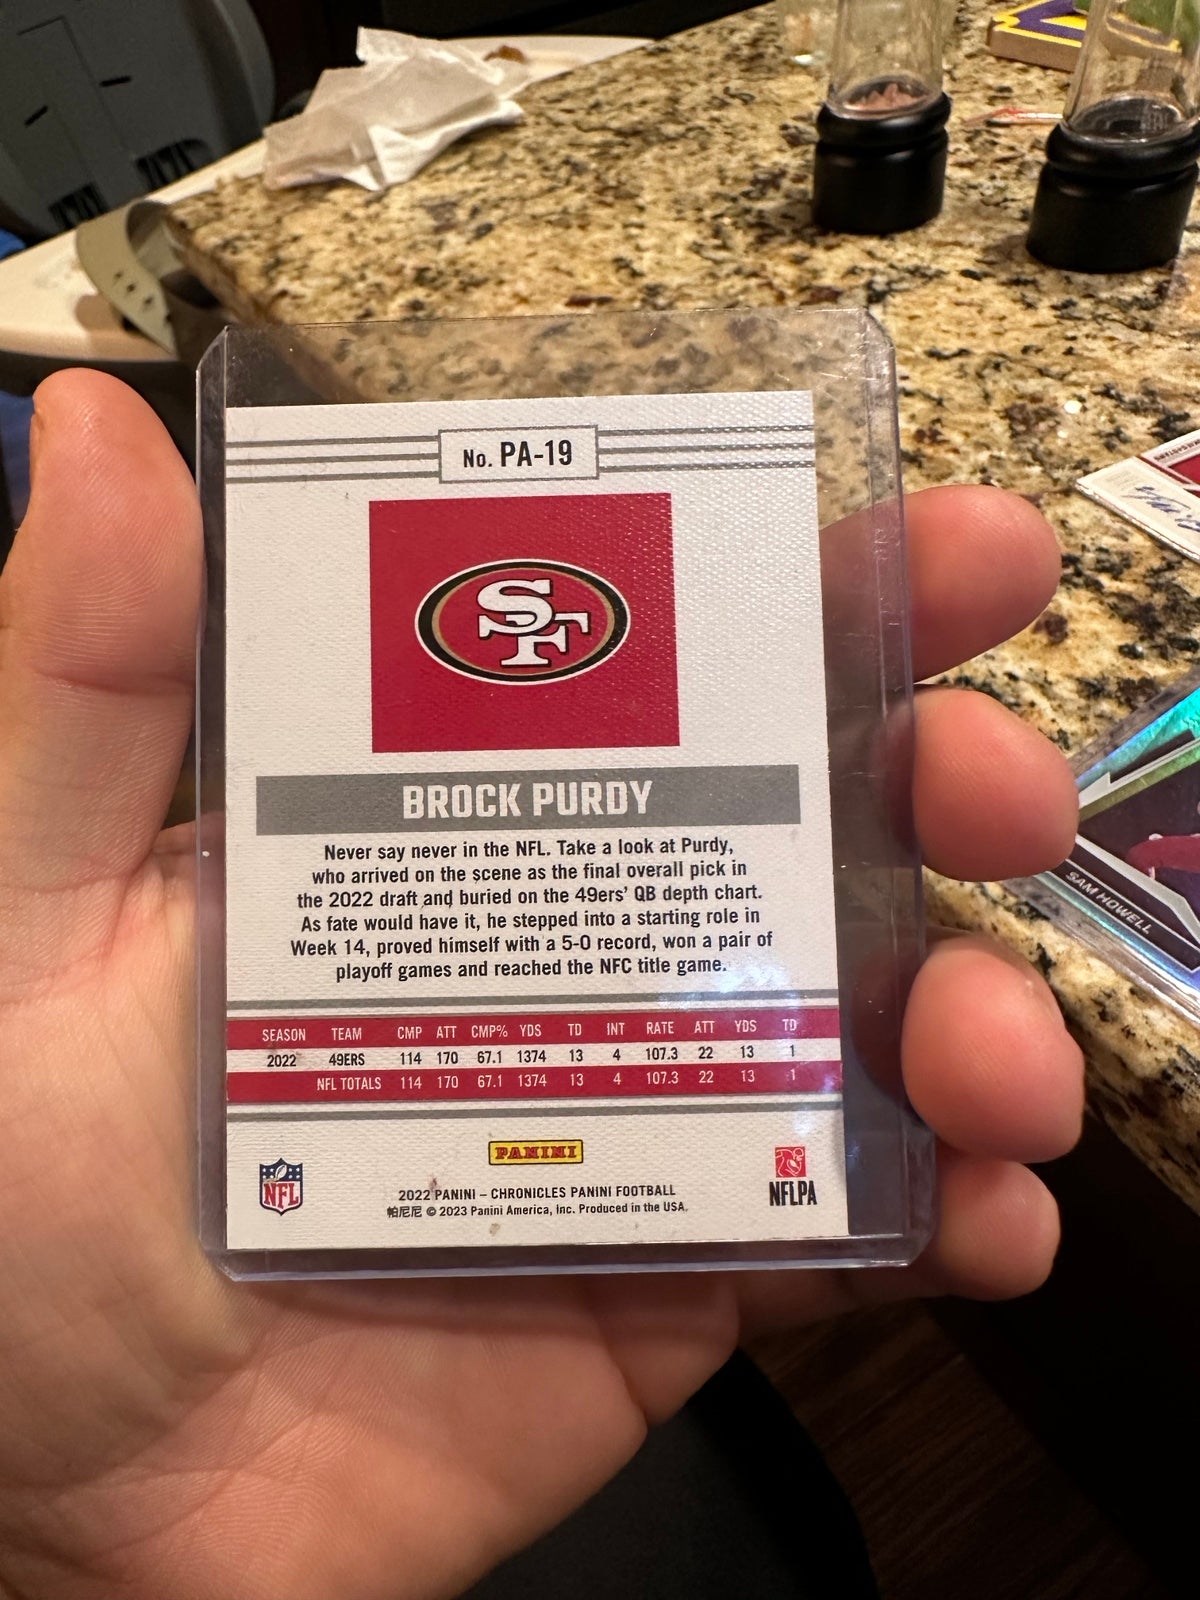 No. PA-19
SF
BROCK PURDY
Never say never in the NFL. Take a look at Purdy,
who arrived on the scene as the final overall pick in
the 2022 draft and buried on the 49ers' QB depth chart.
As fate would have it, he stepped into a starting role in
Week 14, proved himself with a 5-0 record, won a pair of
playoff games and reached the NFC title game.
SEASON TEAM CMP ATT CMP% YDS TD INT RATE ATT YDS TD
2022 49ERS 114 170 67.1 1374 13 4 107.3 22 13 1
NFL TOTALS 114 170 67.1 1374 13 4 107.3 22 13 1
PANINI
NFL
2022 PANINI – CHRONICLES PANINI FOOTBALL
帕尼尼 © 2023 Panini America, Inc. Produced in the USA.
NFLPA
SAM HOWELL